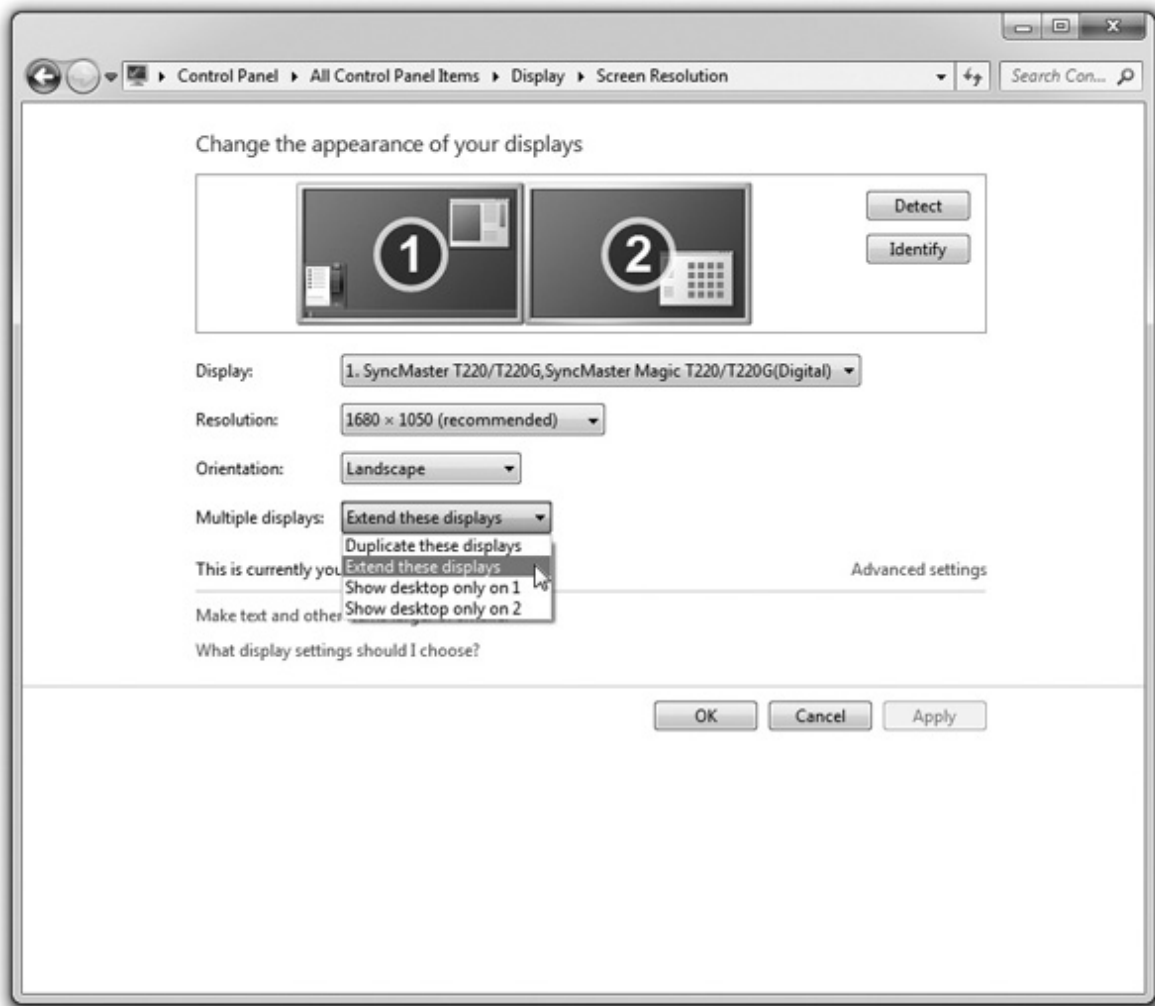 Control Panel ▸ All Control Panel Items ▸ Display ▸ Screen Resolution Search Con...
Change the appearance of your displays
1 2
Detect
Identify
Display: 1. SyncMaster T220/T220G,SyncMaster Magic T220/T220G(Digital)
Resolution: 1680 × 1050 (recommended)
Orientation: Landscape
Multiple displays: Extend these displays
Duplicate these displays
This is currently you Extend these displays Advanced settings
Show desktop only on 1
Make text and other Show desktop only on 2
What display settings should I choose?
OK Cancel Apply